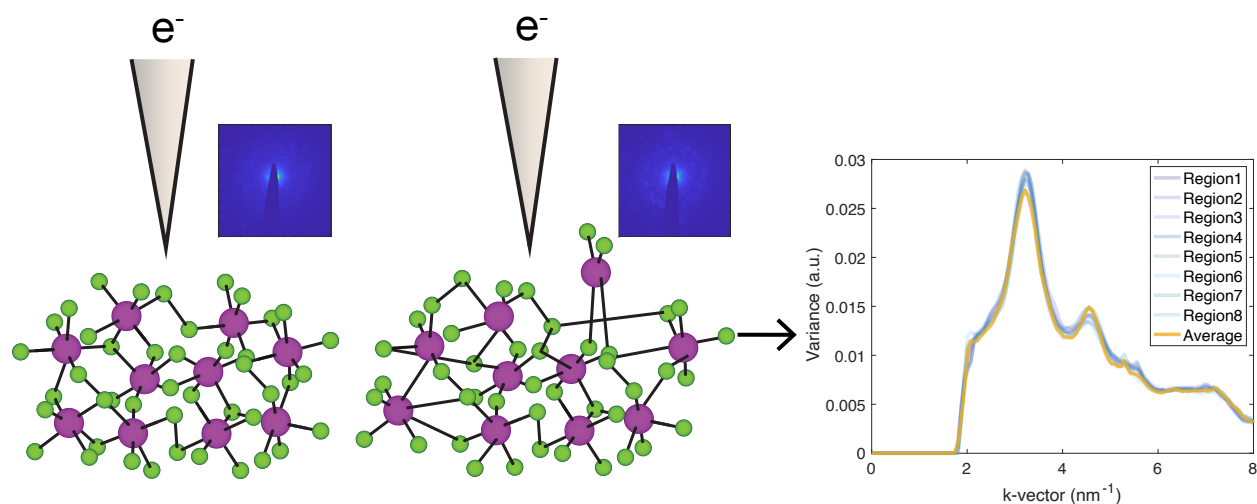 e-
e-
0.03
0.025
0.02
0.015
0.01
0.005
0
Variance (a.u.)
Region1
Region2
Region3
Region4
Region5
Region6
Region7
Region8
Average
0 2 4 6 8
k-vector (nm-1)